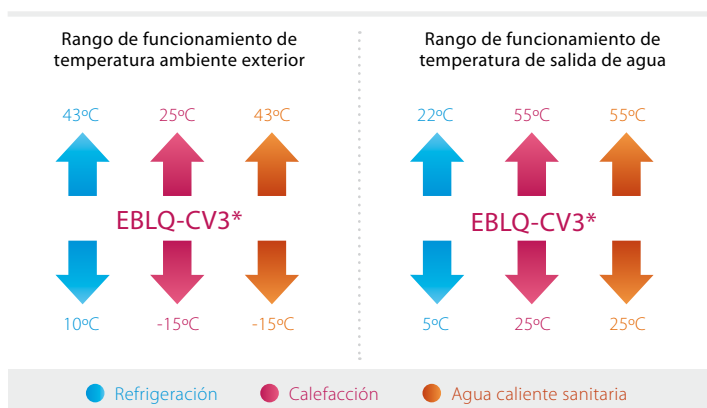 Rango de funcionamiento de
temperatura ambiente exterior
43ºC 25ºC 43ºC
EBLQ-CV3*
10ºC -15ºC -15ºC
Rango de funcionamiento de
temperatura de salida de agua
22ºC 55ºC 55ºC
EBLQ-CV3*
5ºC 25ºC 25ºC
Refrigeración Calefacción Agua caliente sanitaria